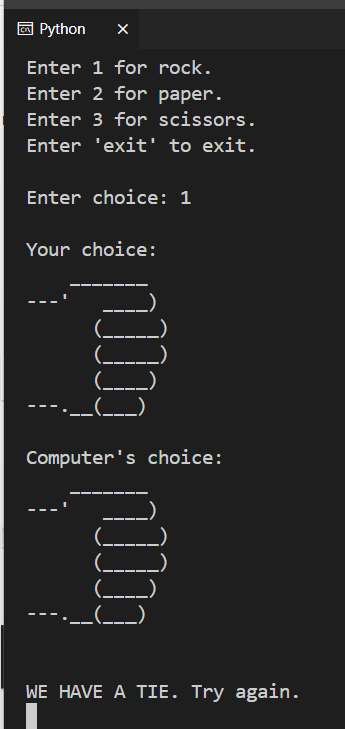 Python
Enter 1 for rock.
Enter 2 for paper.
Enter 3 for scissors.
Enter 'exit' to exit.
Enter choice: 1
Your choice:
    _______
---'   ____)
      (_____)
      (_____)
      (____)
---.__(___)
Computer's choice:
    _______
---'   ____)
      (_____)
      (_____)
      (____)
---.__(___)
WE HAVE A TIE. Try again.